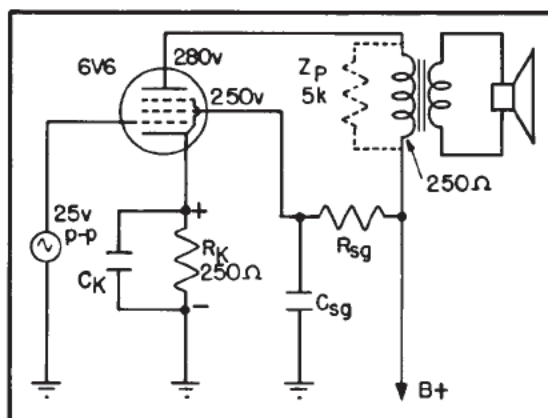 6V6
280v
250v
Zp
5k
250Ω
25v
p-p
+
CK
RK
250Ω
−
Rsg
Csg
B+